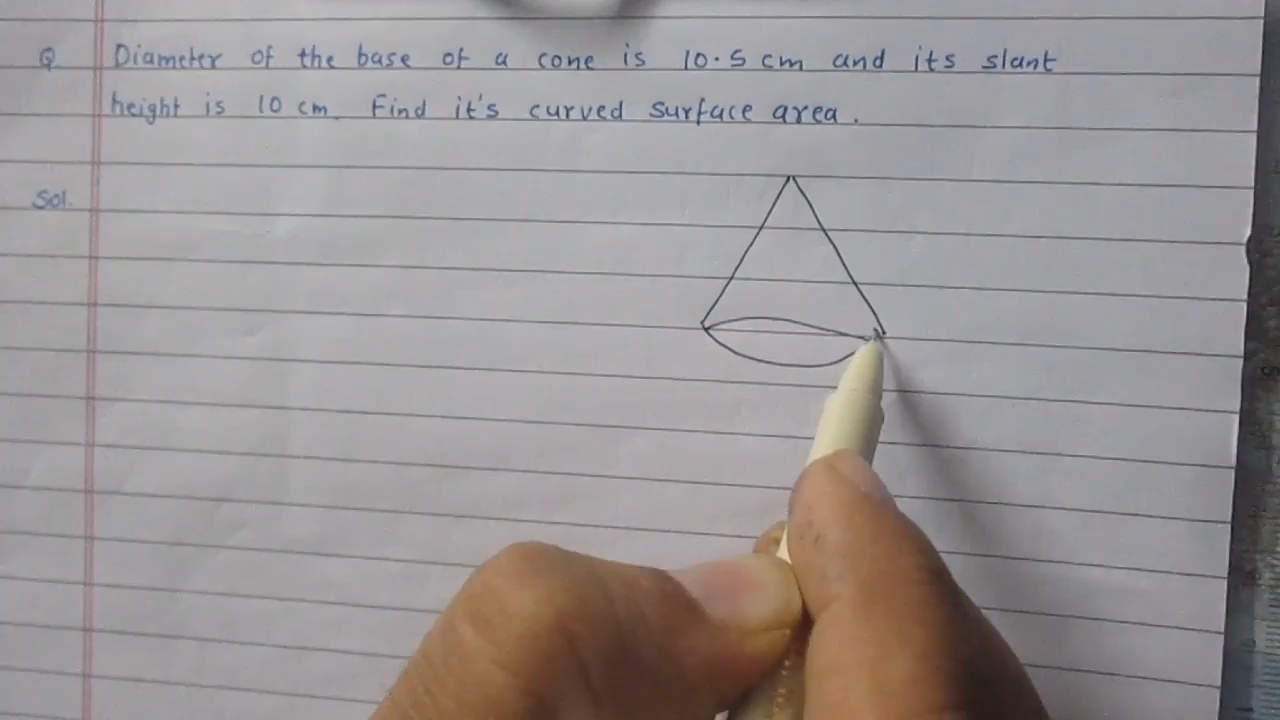 Q. Diameter of the base of a cone is 10.5 cm and its slant
height is 10 cm. Find it's curved surface area.
Sol.